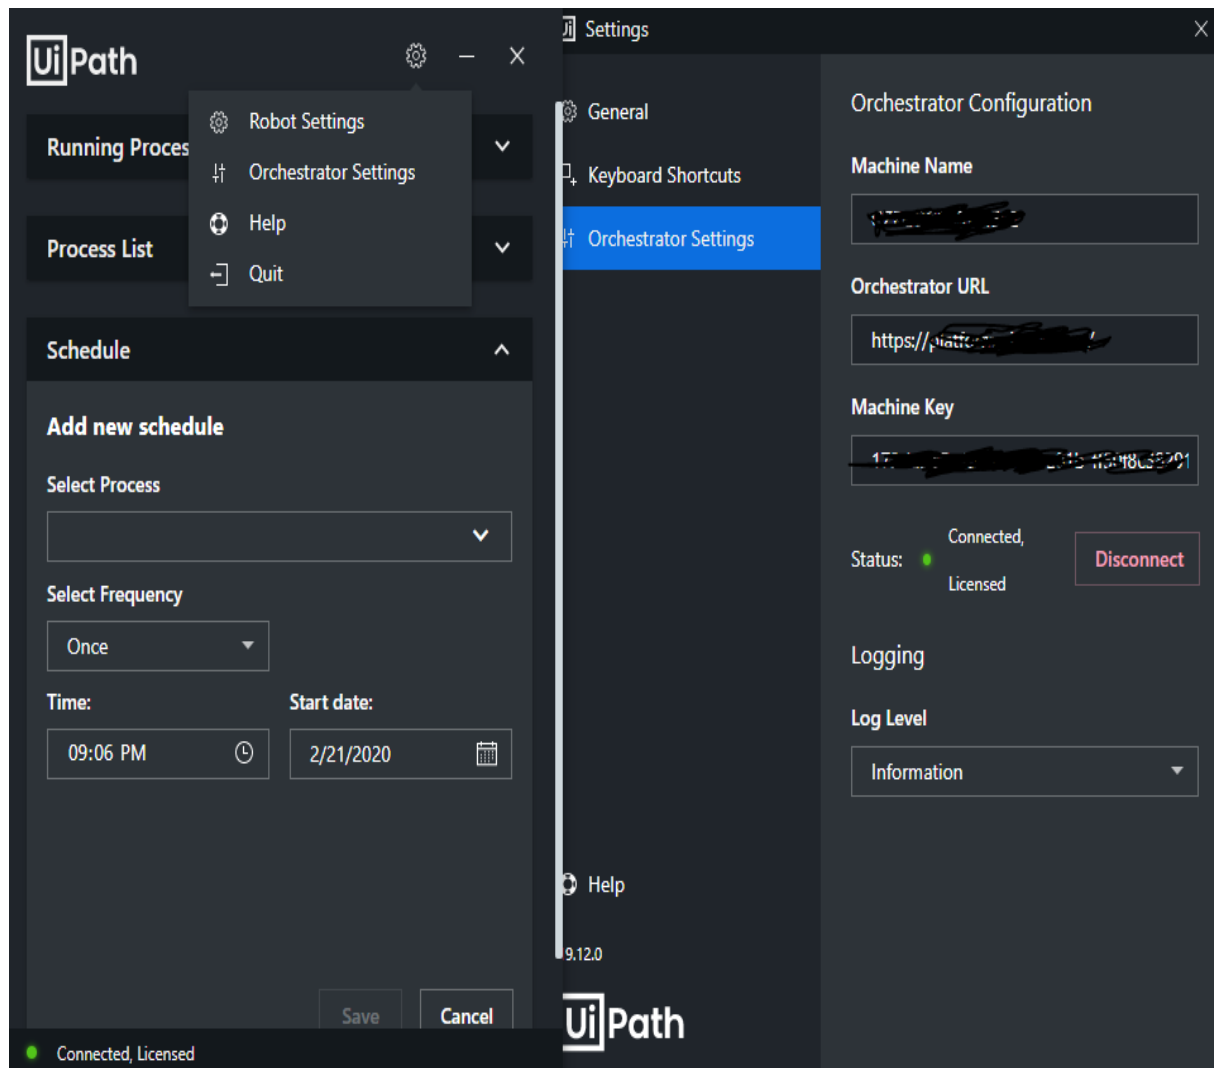 UiPath
Robot Settings
Orchestrator Settings
Help
Quit
Running Proces
Process List
Schedule
Add new schedule
Select Process
Select Frequency
Once
Time:
Start date:
09:06 PM
2/21/2020
Save
Cancel
Connected, Licensed
Ui Settings
General
Keyboard Shortcuts
Orchestrator Settings
Help
9.12.0
UiPath
Orchestrator Configuration
Machine Name
Orchestrator URL
https://
Machine Key
Status:
Connected,
Licensed
Disconnect
Logging
Log Level
Information